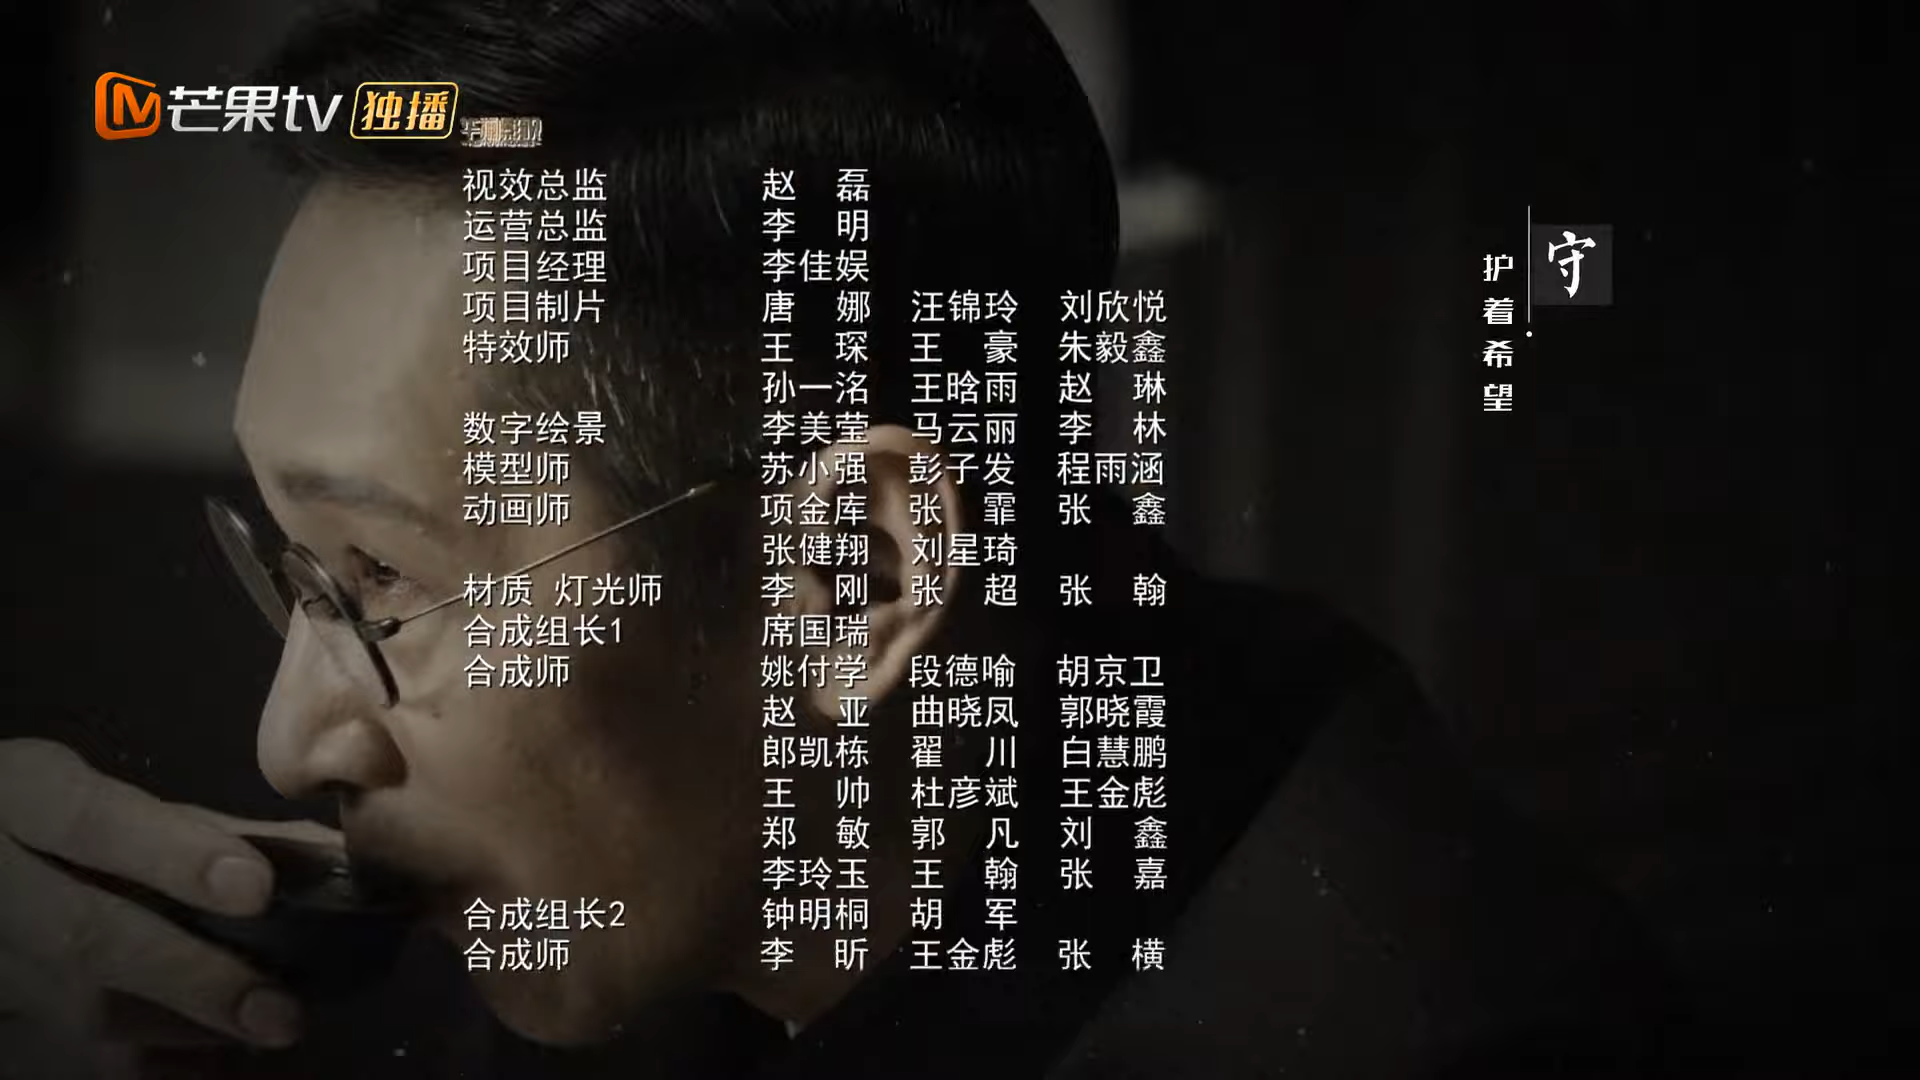 芒果tv 独播
视效总监 赵 磊
运营总监 李 明
项目经理 李佳娱
项目制片 唐 娜 汪锦玲 刘欣悦
特效师 王 琛 王 豪 朱毅鑫
孙一洺 王晗雨 赵 琳
数字绘景 李美莹 马云丽 李 林
模型师 苏小强 彭子发 程雨涵
动画师 项金库 张 霏 张 鑫
张健翔 刘星琦
材质 灯光师 李 刚 张 超 张 翰
合成组长1 席国瑞
合成师 姚付学 段德喻 胡京卫
赵 亚 曲晓凤 郭晓霞
郎凯栋 翟 川 白慧鹏
王 帅 杜彦斌 王金彪
郑 敏 郭 凡 刘 鑫
李玲玉 王 翰 张 嘉
合成组长2 钟明桐 胡 军
合成师 李 昕 王金彪 张 横
守
护着希望